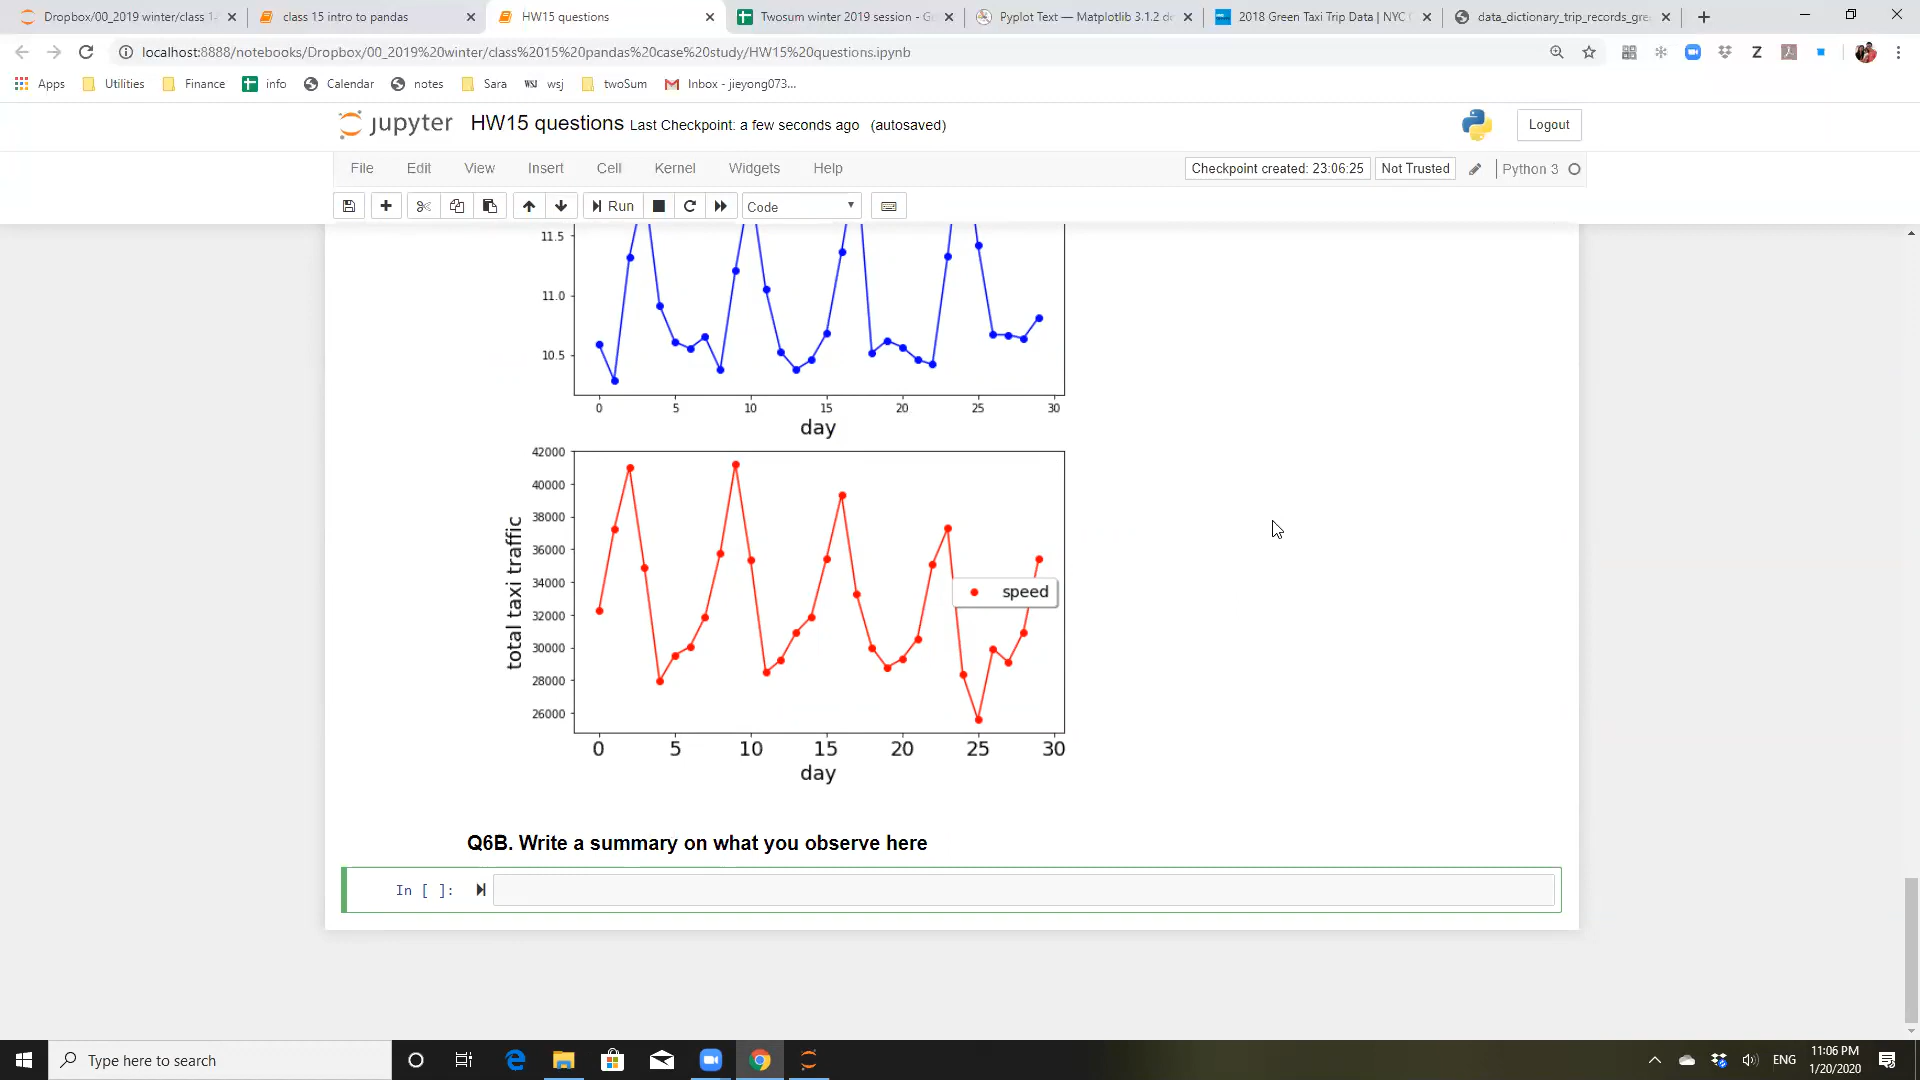 Dropbox/00_2019 winter/class 1-
class 15 intro to pandas
HW15 questions
Twosum winter 2019 session - Go
Pyplot Text — Matplotlib 3.1.2 do
2018 Green Taxi Trip Data | NYC
data_dictionary_trip_records_gre
localhost:8888/notebooks/Dropbox/00_2019%20winter/class%2015%20pandas%20case%20study/HW15%20questions.ipynb
Apps Utilities Finance info Calendar notes Sara wsj twoSum Inbox - jieyong073...
jupyter HW15 questions Last Checkpoint: a few seconds ago (autosaved)
Logout
File Edit View Insert Cell Kernel Widgets Help
Checkpoint created: 23:06:25 Not Trusted Python 3
Run Code
11.5
11.0
10.5
0 5 10 15 20 25 30
day
42000
40000
38000
36000
34000
32000
30000
28000
26000
total taxi traffic
speed
0 5 10 15 20 25 30
day
Q6B. Write a summary on what you observe here
In [ ]:
Type here to search
ENG
11:06 PM
1/20/2020